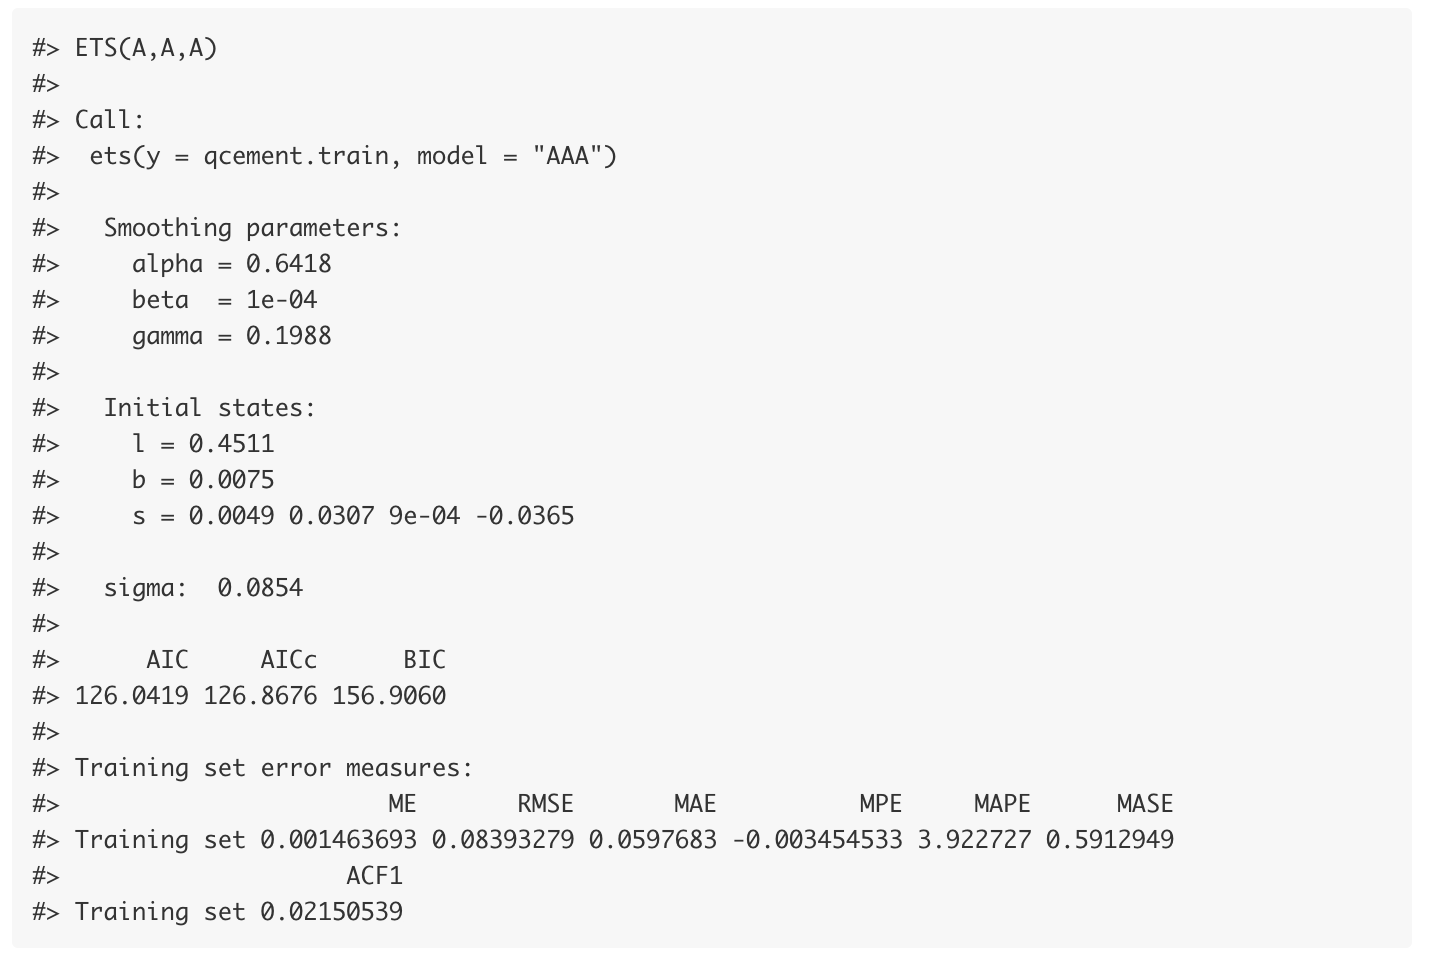 #> ETS(A,A,A)
#>
#> Call:
#>  ets(y = qcement.train, model = "AAA")
#>
#>   Smoothing parameters:
#>     alpha = 0.6418
#>     beta  = 1e-04
#>     gamma = 0.1988
#>
#>   Initial states:
#>     l = 0.4511
#>     b = 0.0075
#>     s = 0.0049 0.0307 9e-04 -0.0365
#>
#>   sigma:  0.0854
#>
#>      AIC     AICc      BIC
#> 126.0419 126.8676 156.9060
#>
#> Training set error measures:
#>                       ME       RMSE       MAE          MPE     MAPE      MASE
#> Training set 0.001463693 0.08393279 0.0597683 -0.003454533 3.922727 0.5912949
#>                    ACF1
#> Training set 0.02150539